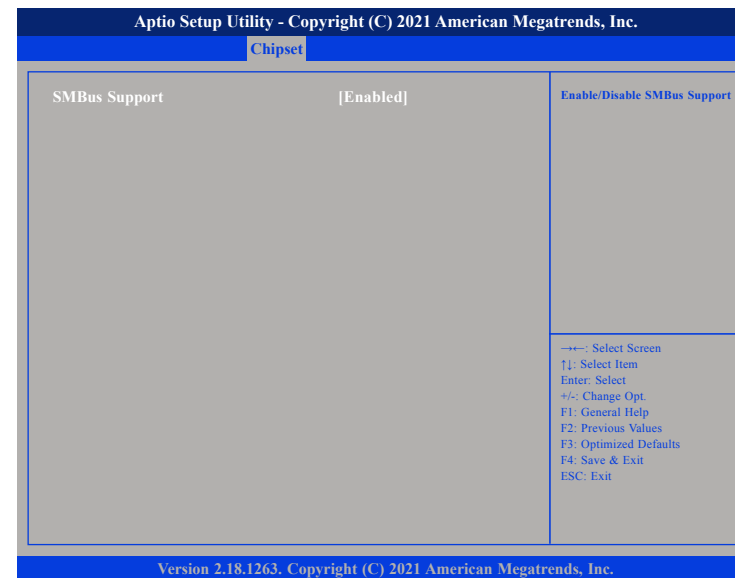 Aptio Setup Utility - Copyright (C) 2021 American Megatrends, Inc.
Chipset
SMBus Support [Enabled]
Enable/Disable SMBus Support
→←: Select Screen
↑↓: Select Item
Enter: Select
+/-: Change Opt.
F1: General Help
F2: Previous Values
F3: Optimized Defaults
F4: Save & Exit
ESC: Exit
Version 2.18.1263. Copyright (C) 2021 American Megatrends, Inc.